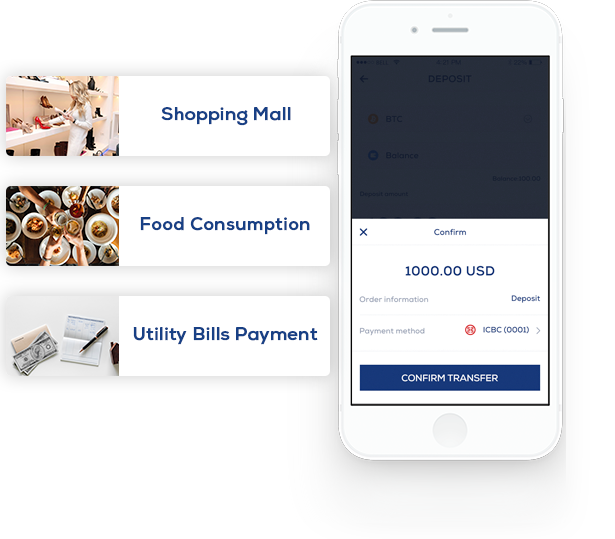 Shopping Mall
Food Consumption
Utility Bills Payment
DEPOSIT
BTC
Balance
Balance:100.00
Deposit amount
Confirm
1000.00 USD
Order information Deposit
Payment method ICBC (0001)
CONFIRM TRANSFER